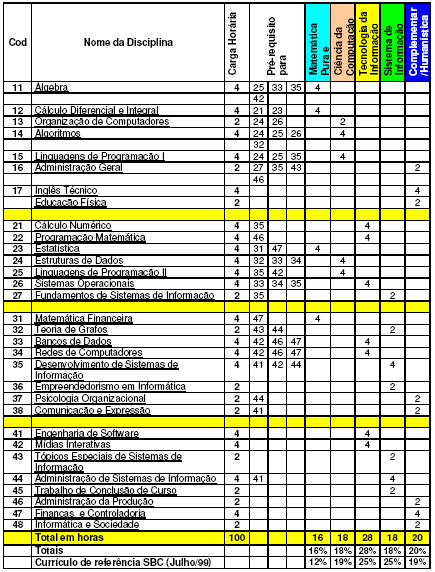 Cod Nome da Disciplina Carga Horária Pré-requisito para Matemática Pura e Ciência da Computação Tecnologia da Informação Sistema de Informação Complementar /Humanística
11 Álgebra 4 25 33 35 4
42
12 Cálculo Diferencial e Integral 4 21 23 4
13 Organização de Computadores 2 24 26 2
14 Algoritmos 4 24 25 26 4
32
15 Linguagens de Programação I 4 24 25 35 4
16 Administração Geral 2 27 35 43 2
46
17 Inglês Técnico 4 4
Educação Física 2 2
21 Cálculo Numérico 4 35 4
22 Programação Matemática 4 46 4
23 Estatística 4 31 47 4
24 Estruturas de Dados 4 32 33 34 4
25 Linguagens de Programação II 4 35 42 4
26 Sistemas Operacionais 4 33 34 35 4
27 Fundamentos de Sistemas de Informação 2 35 2
31 Matemática Financeira 4 47 4
32 Teoria de Grafos 2 43 44 2
33 Bancos de Dados 4 42 46 47 4
34 Redes de Computadores 4 42 46 47 4
35 Desenvolvimento de Sistemas de 4 41 42 44 4
Informação
36 Empreendedorismo em Informática 2 2
37 Psicologia Organizacional 2 44 2
38 Comunicação e Expressão 2 41 2
41 Engenharia de Software 4 4
42 Mídias Interativas 4 4
43 Tópicos Especiais de Sistemas de 2 2
Informação
44 Administração de Sistemas de Informação 4 41 4
45 Trabalho de Conclusão de Curso 2 2
46 Administração da Produção 2 2
47 Finanças e Controladoria 4 4
48 Informática e Sociedade 2 2
Total em horas 100 16 18 28 18 20
Totais 16% 18% 28% 18% 20%
Currículo de referência SBC (Julho/99) 12% 19% 25% 25% 19%